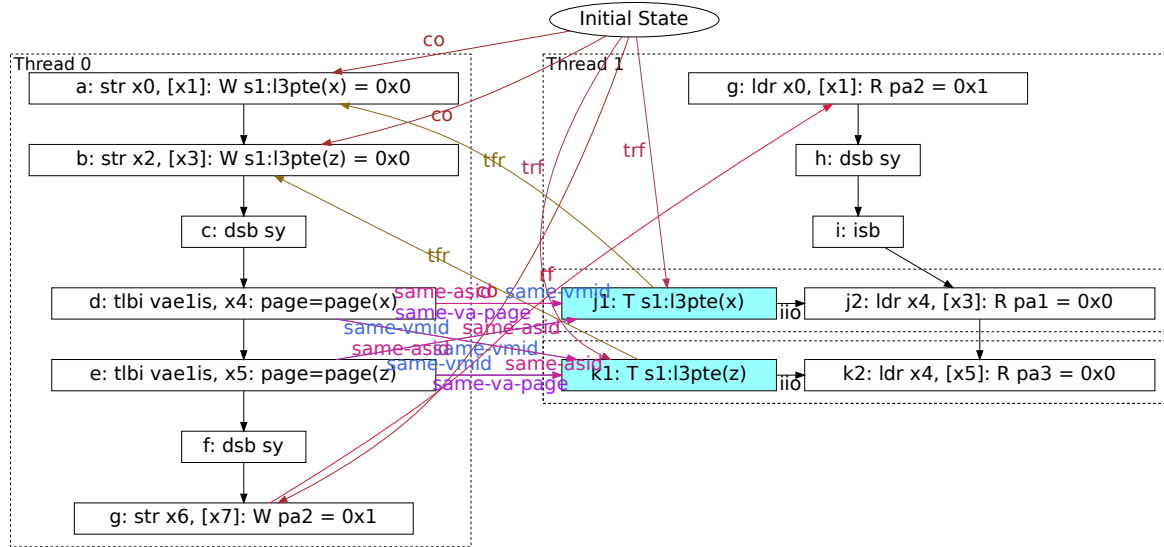 Initial State
Thread 0
Thread 1
co
a: str x0, [x1]: W s1:l3pte(x) = 0x0
g: ldr x0, [x1]: R pa2 = 0x1
co
b: str x2, [x3]: W s1:l3pte(z) = 0x0
tfr
trf
trf
h: dsb sy
c: dsb sy
i: isb
tfr
rf
d: tlbi vae1is, x4: page=page(x)
same-asid
co
same-vmid
same-va-page
j1: T s1:l3pte(x)
iio
j2: ldr x4, [x3]: R pa1 = 0x0
same-vmid
same-asid
same-asid
same-vmid
e: tlbi vae1is, x5: page=page(z)
same-vmid
same-asid
same-va-page
k1: T s1:l3pte(z)
iio
k2: ldr x4, [x5]: R pa3 = 0x0
f: dsb sy
g: str x6, [x7]: W pa2 = 0x1